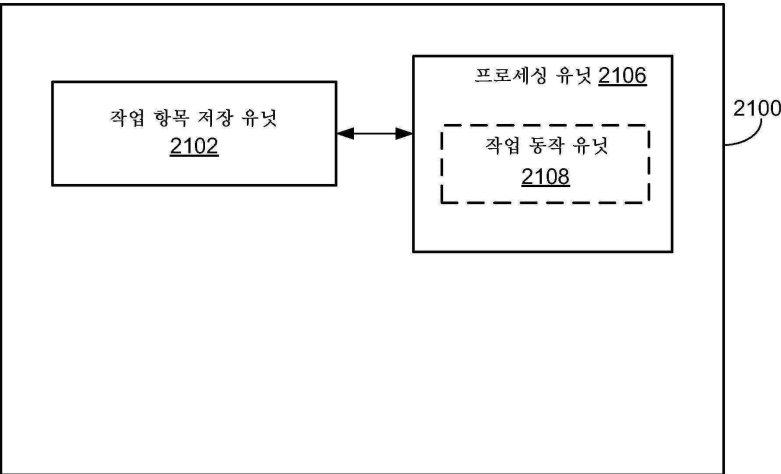 작업 항목 저장 유닛
2102
프로세싱 유닛 2106
작업 동작 유닛
2108
2100